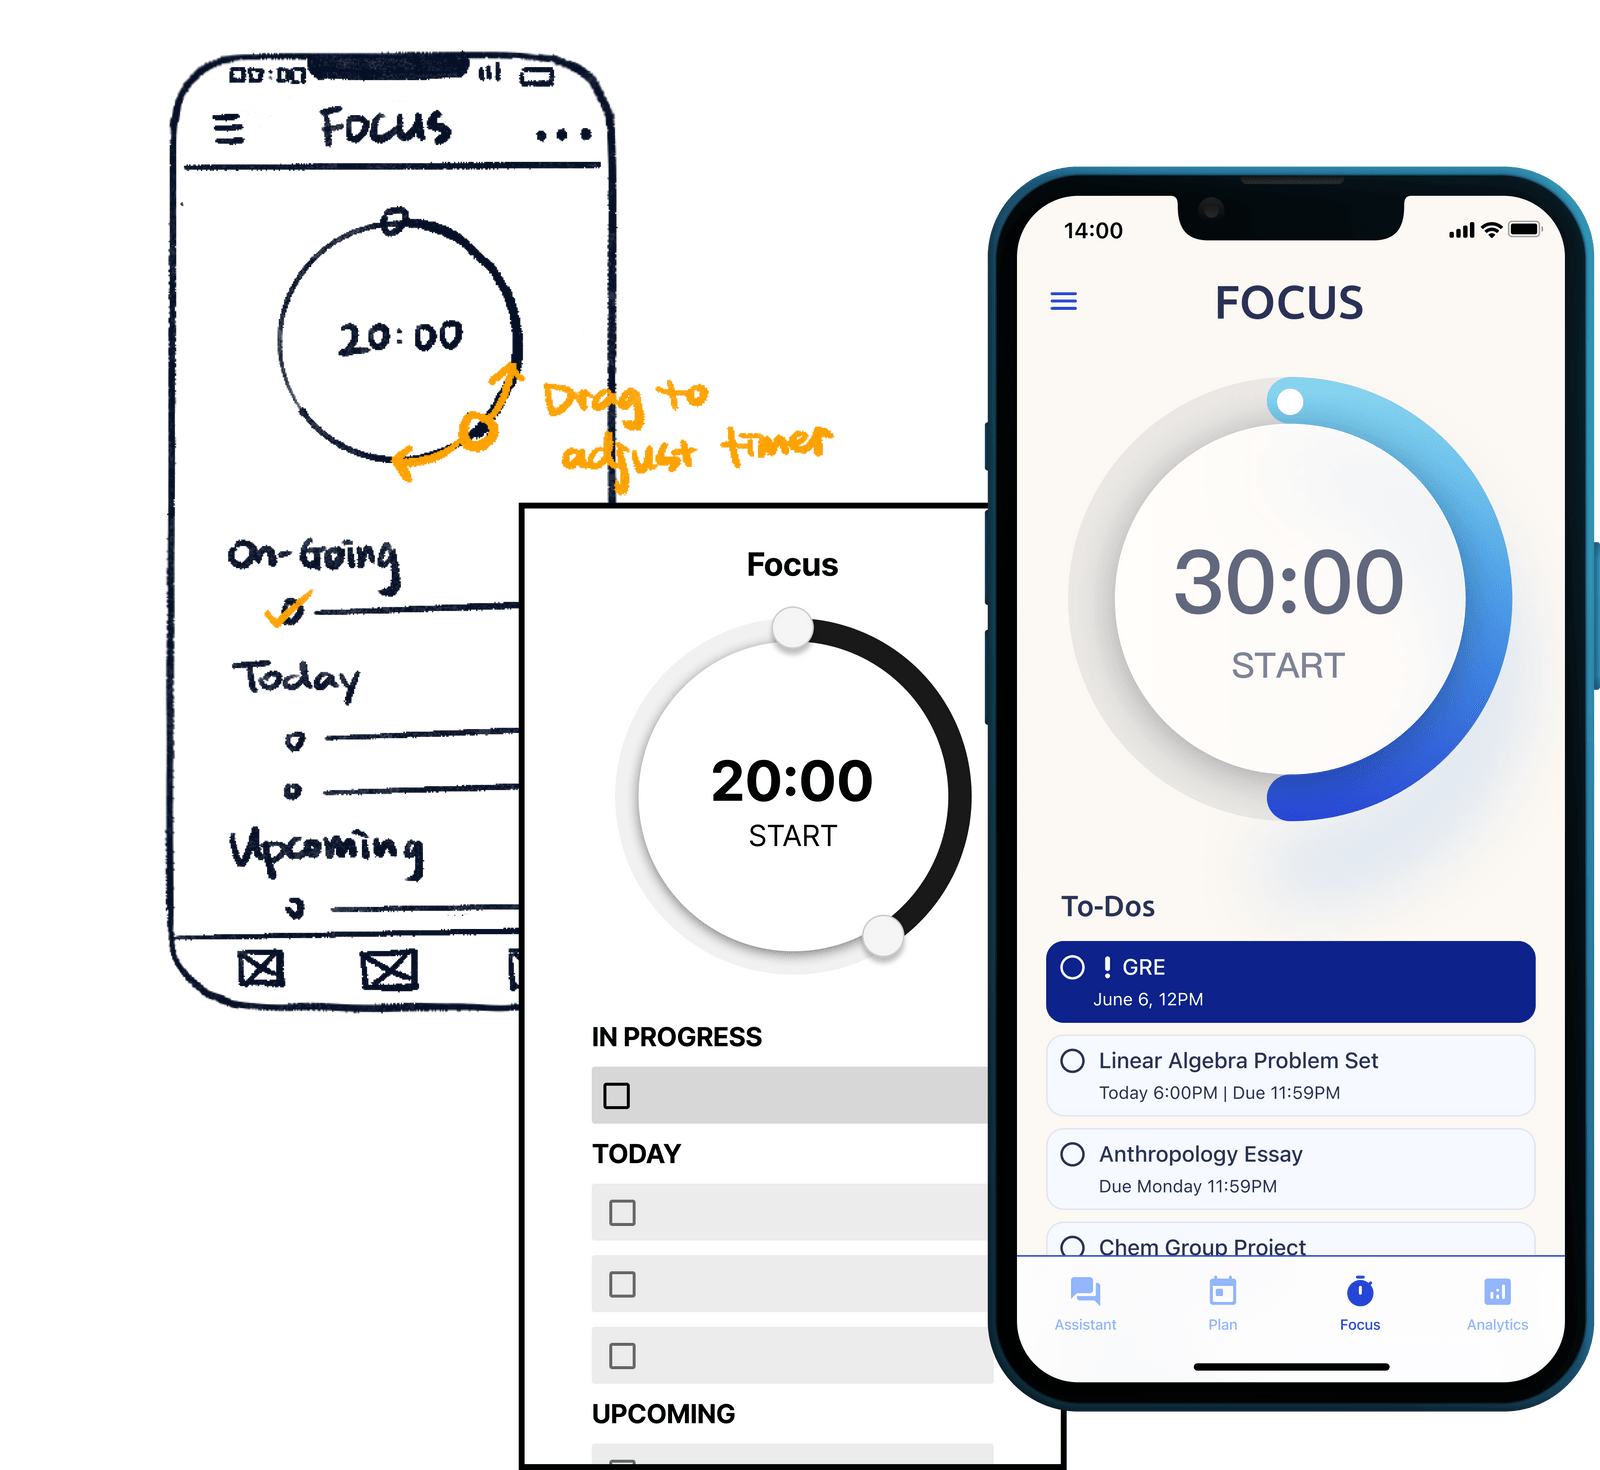 00:00
Focus
20:00
Drag to
adjust timer
On-Going
Today
Upcoming
Focus
20:00
START
IN PROGRESS
TODAY
UPCOMING
14:00
FOCUS
30:00
START
To-Dos
! GRE
June 6, 12PM
Linear Algebra Problem Set
Today 6:00PM | Due 11:59PM
Anthropology Essay
Due Monday 11:59PM
Chem Group Project
Assistant
Plan
Focus
Analytics